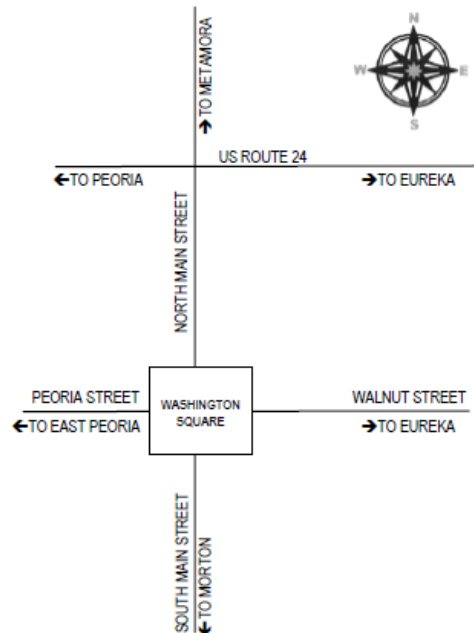 N
W E
S
➔TO METAMORA
US ROUTE 24
←TO PEORIA
➔TO EUREKA
NORTH MAIN STREET
PEORIA STREET
WASHINGTON
SQUARE
WALNUT STREET
←TO EAST PEORIA
➔TO EUREKA
SOUTH MAIN STREET
←TO MORTON